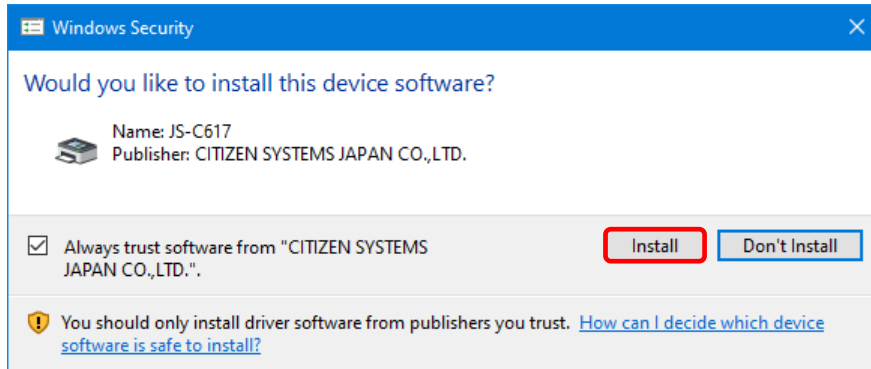 Windows Security
Would you like to install this device software?
Name: JS-C617
Publisher: CITIZEN SYSTEMS JAPAN CO.,LTD.
Always trust software from "CITIZEN SYSTEMS
JAPAN CO.,LTD.".
Install
Don't Install
You should only install driver software from publishers you trust. How can I decide which device
software is safe to install?